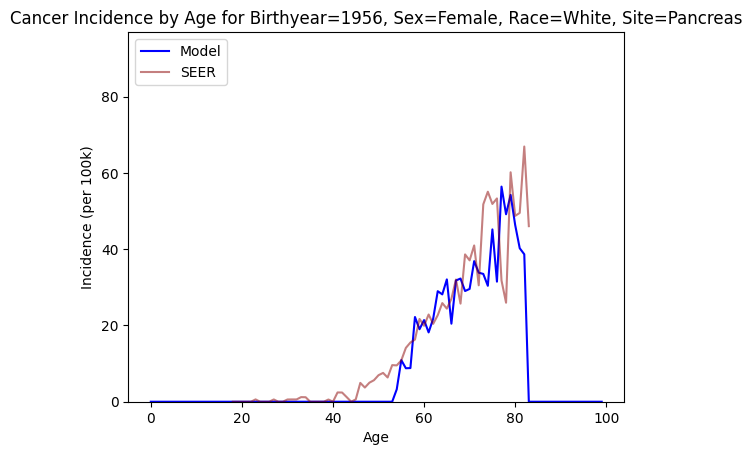 Cancer Incidence by Age for Birthyear=1956, Sex=Female, Race=White, Site=Pancreas
Model
SEER
80
60
40
20
0
Incidence (per 100k)
0 20 40 60 80 100
Age